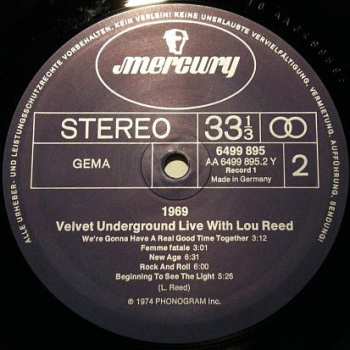 ALLE URHEBER- UND LEISTUNGSSCHUTZRECHTE VORBEHALTEN. KEIN VERLEIH! KEINE UNERLAUBTE VERVIELFÄLTIGUNG, VERMIETUNG, AUFFÜHRUNG, SENDUNG!
mercury
STEREO
33 1/3
GEMA
6499 895
AA 6499 895.2 Y
Record 1
Made in Germany
2
1969
Velvet Underground Live With Lou Reed
We're Gonna Have A Real Good Time Together 3:12
Femme fatale 3:01
New Age 6:31
Rock And Roll 6:00
Beginning To See The Light 5:26
(L. Reed)
℗ 1974 PHONOGRAM Inc.